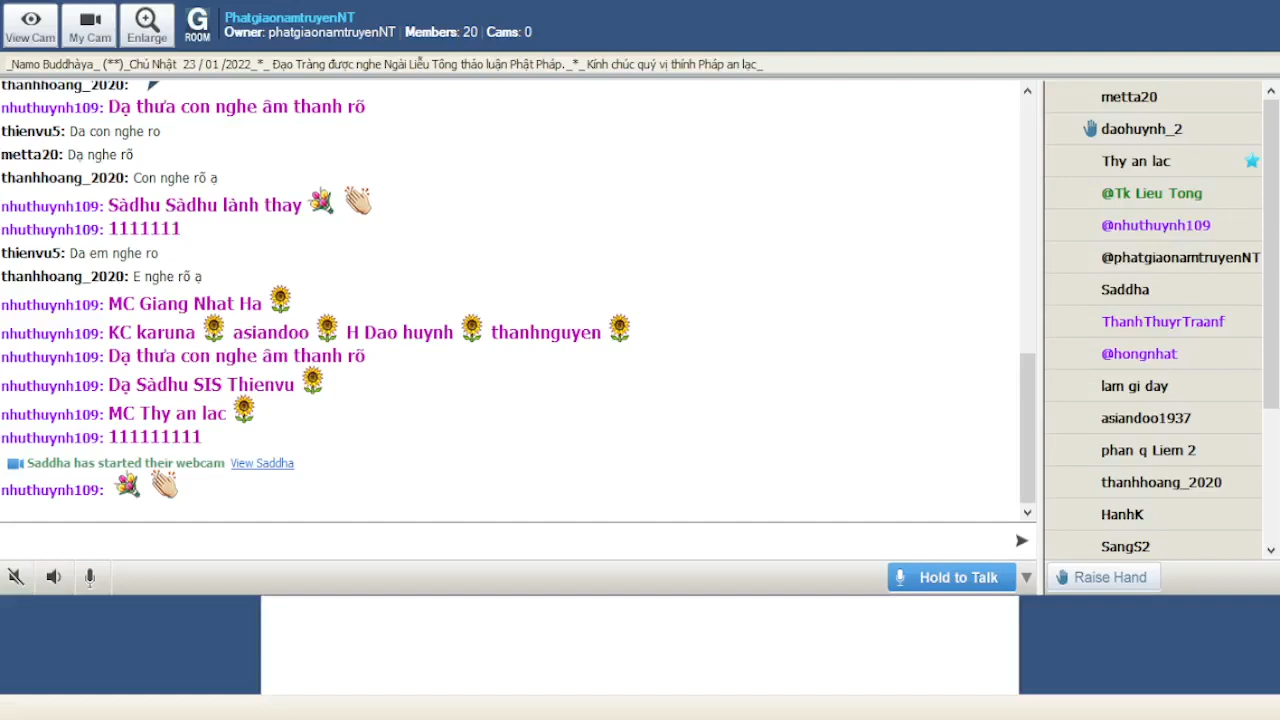 View Cam
My Cam
Enlarge
G
ROOM
PhatgiaonamtruyenNT
Owner: phatgiaonamtruyenNT Members: 20 Cams: 0
_Namo Buddhàya_ (**)_Chủ Nhật 23 / 01 /2022_*_ Đạo Tràng được nghe Ngài Liễu Tông thảo luận Phật Pháp._*_ Kính chúc quý vị thính Pháp an lạc_
thanhhoang_2020:
nhuthuynh109: Dạ thưa con nghe âm thanh rõ
thienvu5: Da con nghe ro
metta20: Dạ nghe rõ
thanhhoang_2020: Con nghe rõ ạ
nhuthuynh109: Sàdhu Sàdhu lành thay
nhuthuynh109: 1111111
thienvu5: Da em nghe ro
thanhhoang_2020: E nghe rõ ạ
nhuthuynh109: MC Giang Nhat Ha
nhuthuynh109: KC karuna asiandoo H Dao huynh thanhnguyen
nhuthuynh109: Dạ thưa con nghe âm thanh rõ
nhuthuynh109: Dạ Sàdhu SIS Thienvu
nhuthuynh109: MC Thy an lac
nhuthuynh109: 111111111
Saddha has started their webcam View Saddha
nhuthuynh109:
Hold to Talk
metta20
daohuynh_2
Thy an lac
@Tk Lieu Tong
@nhuthuynh109
@phatgiaonamtruyenNT
Saddha
ThanhThuyrTraanf
@hongnhat
lam gi day
asiandoo1937
phan q Liem 2
thanhhoang_2020
HanhK
SangS2
Raise Hand